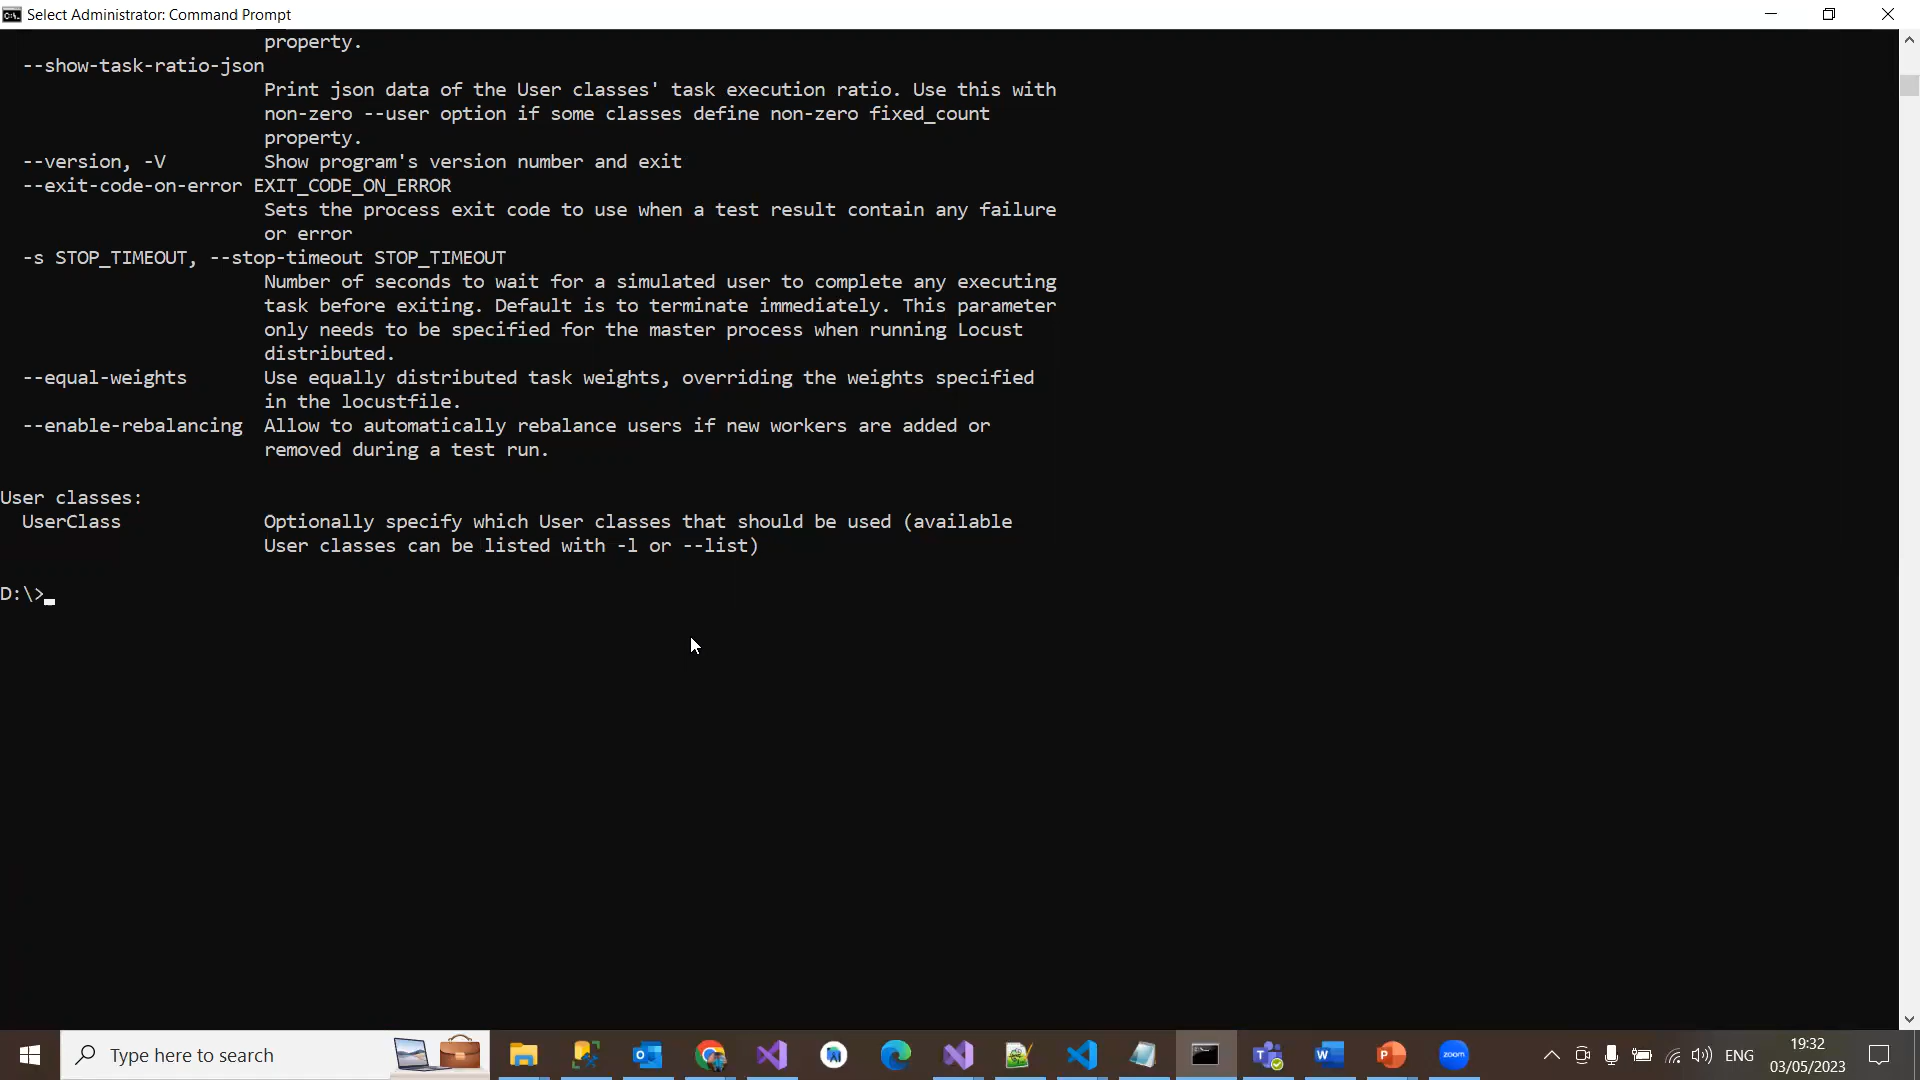 Select Administrator: Command Prompt
property.
--show-task-ratio-json
Print json data of the User classes' task execution ratio. Use this with
non-zero --user option if some classes define non-zero fixed_count
property.
--version, -V Show program's version number and exit
--exit-code-on-error EXIT_CODE_ON_ERROR
Sets the process exit code to use when a test result contain any failure
or error
-s STOP_TIMEOUT, --stop-timeout STOP_TIMEOUT
Number of seconds to wait for a simulated user to complete any executing
task before exiting. Default is to terminate immediately. This parameter
only needs to be specified for the master process when running Locust
distributed.
--equal-weights Use equally distributed task weights, overriding the weights specified
in the locustfile.
--enable-rebalancing Allow to automatically rebalance users if new workers are added or
removed during a test run.
User classes:
UserClass Optionally specify which User classes that should be used (available
User classes can be listed with -l or --list)
D:\>
Type here to search
zoom
ENG
19:32
03/05/2023